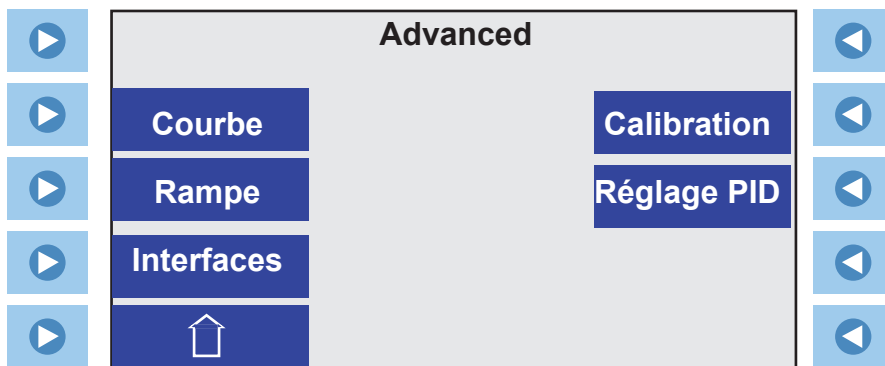 Advanced
Courbe
Calibration
Rampe
Réglage PID
Interfaces